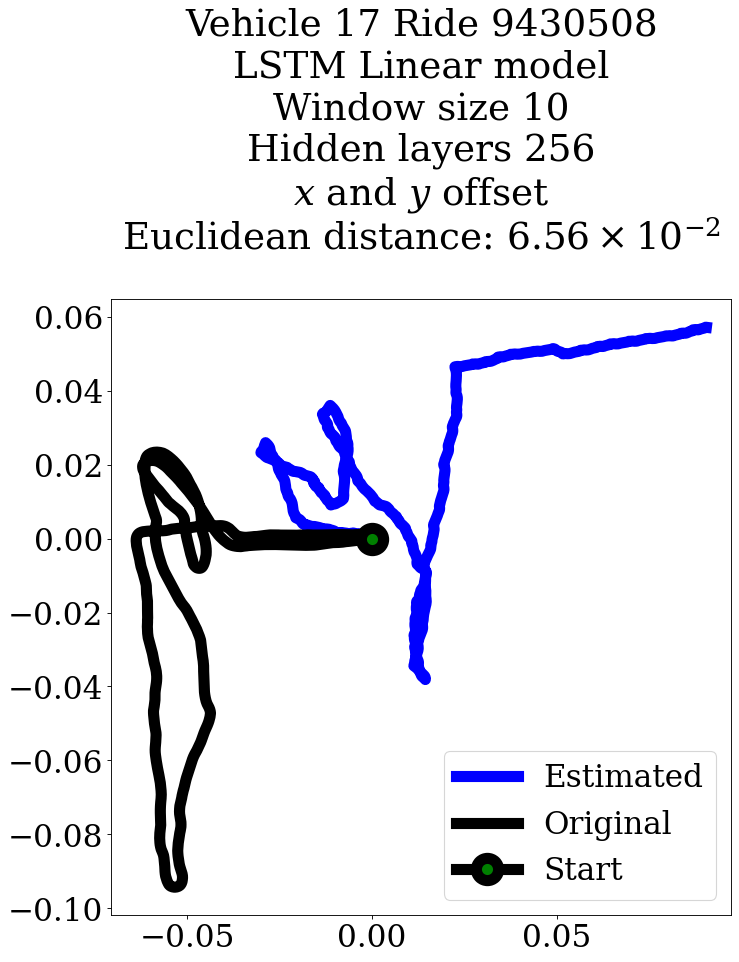 Vehicle 17 Ride 9430508
LSTM Linear model
Window size 10
Hidden layers 256
x and y offset
Euclidean distance: 6.56 × 10⁻²
0.06
0.04
0.02
0.00
−0.02
−0.04
−0.06
−0.08
−0.10
−0.05 0.00 0.05
Estimated
Original
Start